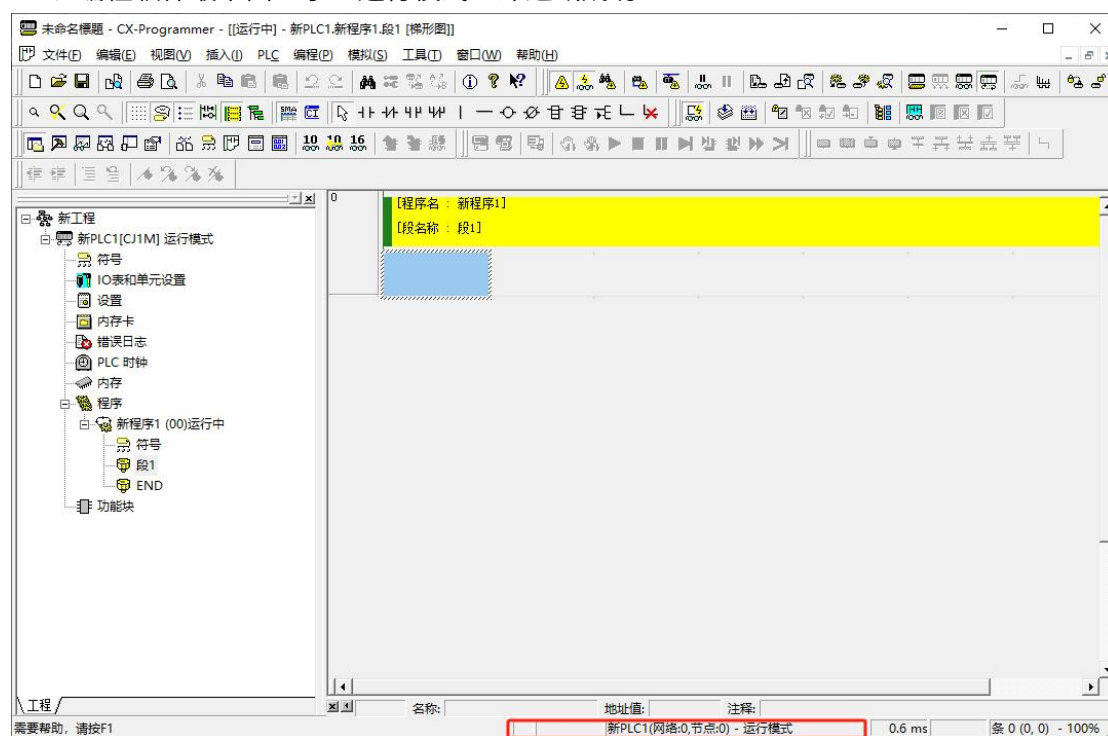 未命名標題 - CX-Programmer - [[运行中] - 新PLC1.新程序1.段1 [梯形图]]
文件(F) 编辑(E) 视图(V) 插入(I) PLC 编程(P) 模拟(S) 工具(T) 窗口(W) 帮助(H)
10 10 16
0
[程序名 : 新程序1]
[段名称 : 段1]
新工程
新PLC1[CJ1M] 运行模式
符号
IO表和单元设置
设置
内存卡
错误日志
PLC 时钟
内存
程序
新程序1 (00)运行中
符号
段1
END
功能块
工程
名称: 地址值: 注释:
需要帮助，请按F1
新PLC1(网络:0,节点:0) - 运行模式 0.6 ms 条 0 (0, 0) - 100%